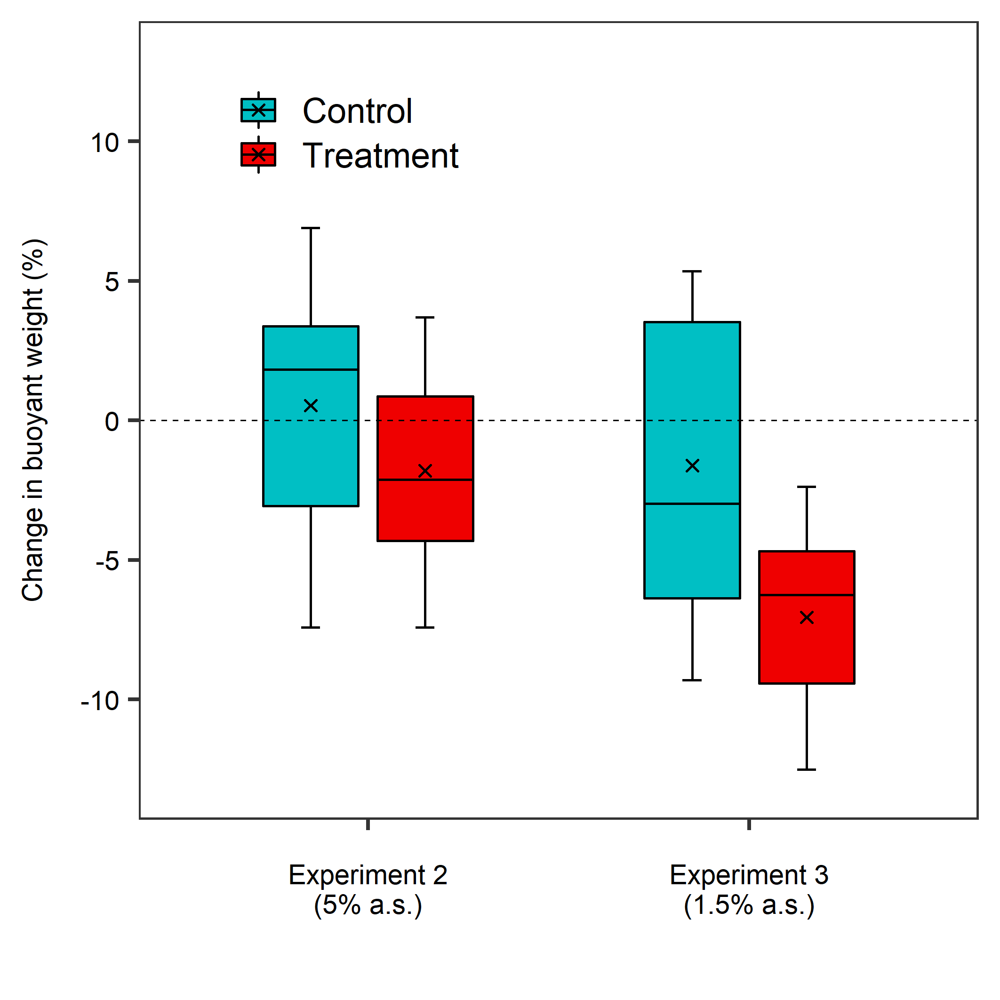 Control
Treatment
Change in buoyant weight (%)
10
5
0
-5
-10
Experiment 2
(5% a.s.)
Experiment 3
(1.5% a.s.)